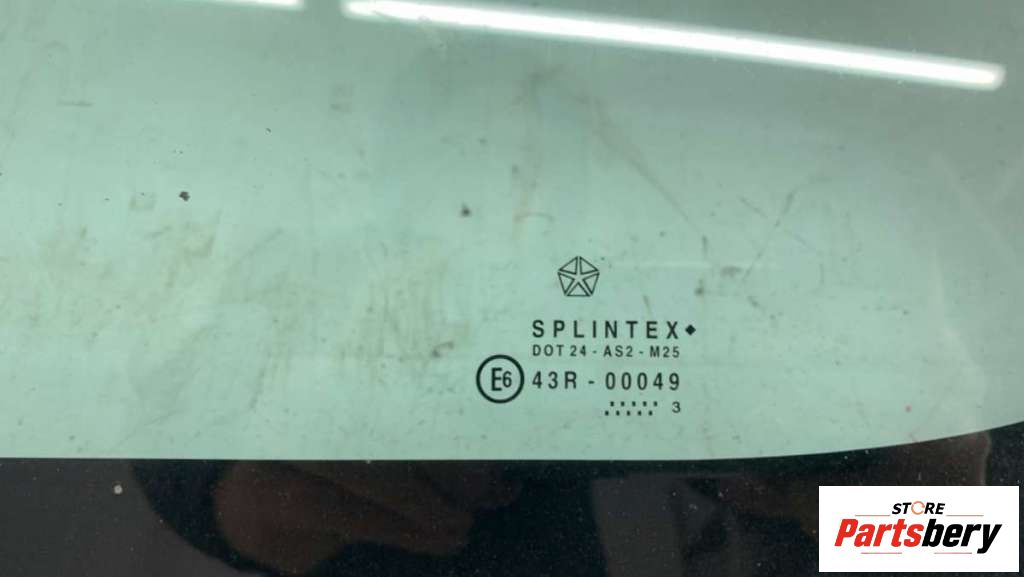 SPLINTEX
DOT 24 - AS2 - M25
E6 43R - 00049
3
STORE
Partsbery